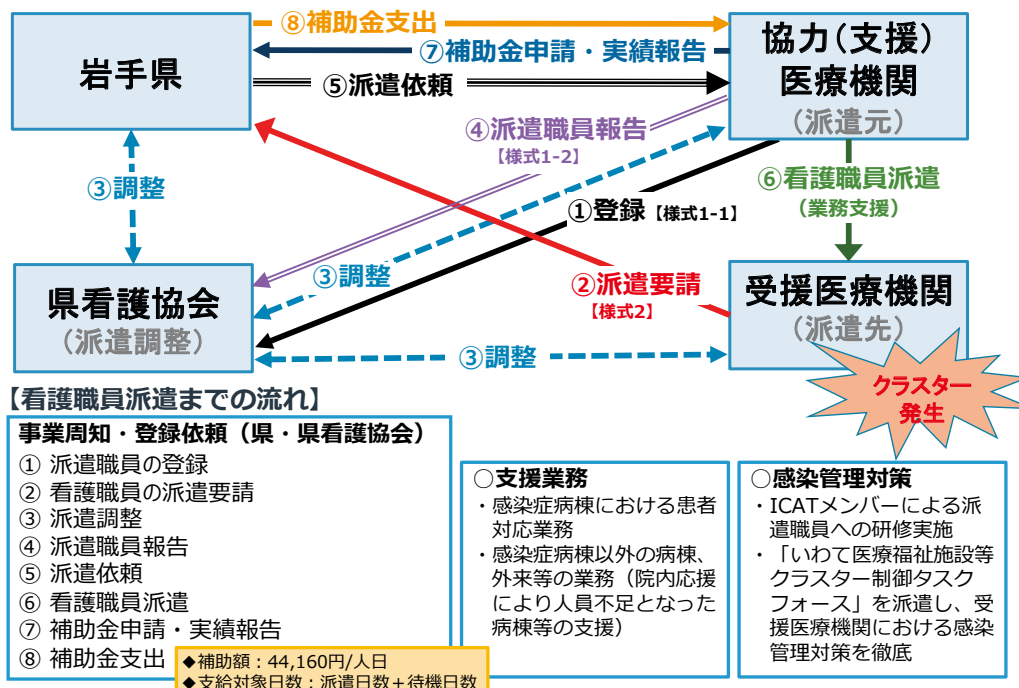 ⑧補助金支出
岩手県
⑦補助金申請・実績報告
⑤派遣依頼
協力(支援)
医療機関
(派遣元)
④派遣職員報告
【様式1-2】
③調整
①登録【様式1-1】
⑥看護職員派遣
(業務支援)
③調整
②派遣要請
【様式2】
県看護協会
(派遣調整)
③調整
受援医療機関
(派遣先)
クラスター
発生
【看護職員派遣までの流れ】
事業周知・登録依頼(県・県看護協会)
① 派遣職員の登録
② 看護職員の派遣要請
③ 派遣調整
④ 派遣職員報告
⑤ 派遣依頼
⑥ 看護職員派遣
⑦ 補助金申請・実績報告
⑧ 補助金支出
◆補助額:44,160円/人日
◆支給対象日数:派遣日数+待機日数
○支援業務
・感染症病棟における患者
対応業務
・感染症病棟以外の病棟、
外来等の業務(院内応援
により人員不足となった
病棟等の支援)
○感染管理対策
・ICATメンバーによる派
遣職員への研修実施
・「いわて医療福祉施設等
クラスター制御タスク
フォース」を派遣し、受
援医療機関における感染
管理対策を徹底